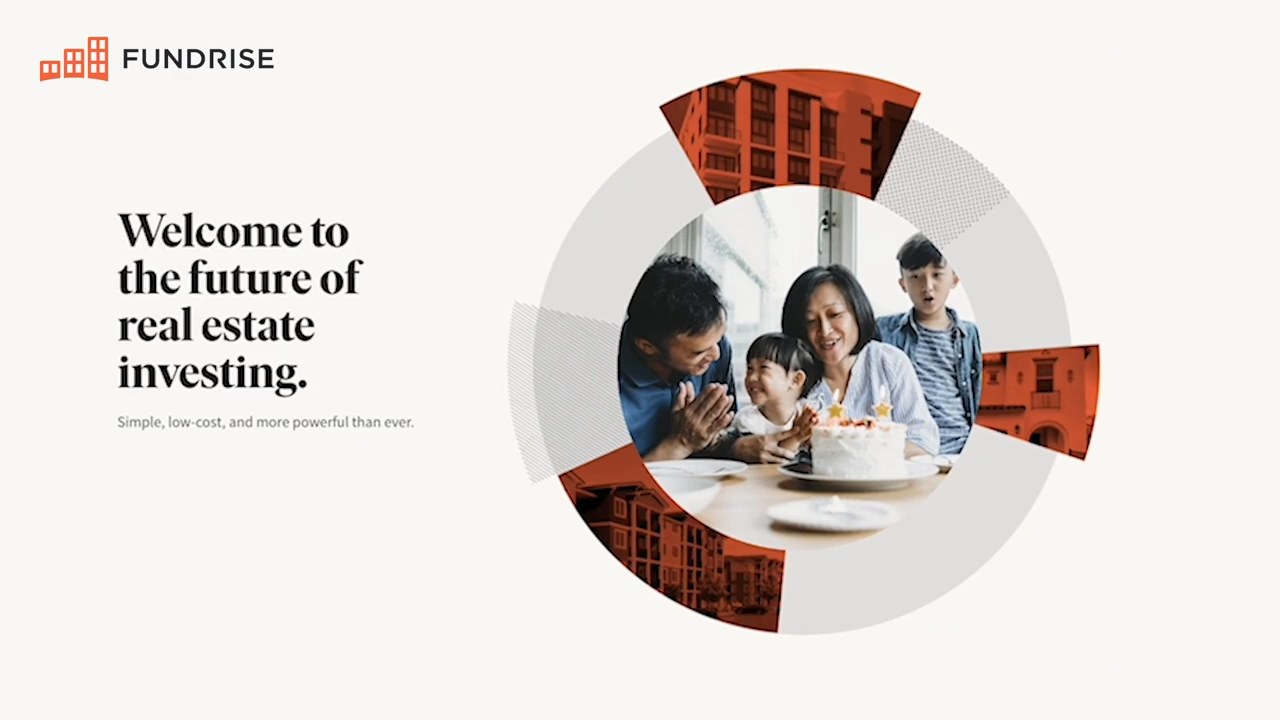 FUNDRISE
Welcome to
the future of
real estate
investing.
Simple, low-cost, and more powerful than ever.